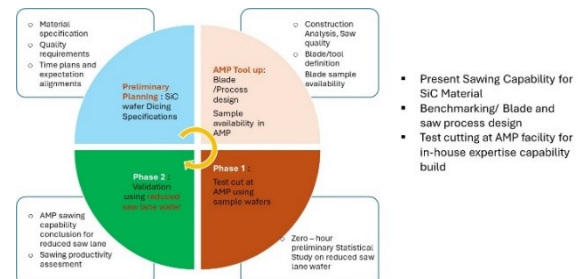 o Material
specification
o Quality
requirements
o Time plans and
expectation
alignments
o Construction
Analysis, Saw
quality
o Blade/tool
definition
Blade sample
availability
Preliminary
Planning : SiC
wafer Dicing
Specifications
AMP Tool up:
Blade
/Process
design
Sample
availability in
AMP
Phase 2 :
Validation
using reduced
saw lane wafer
Phase 1 :
Test cut at
AMP using
sample wafers
o AMP sawing
capability
conclusion for
reduced saw lane
o Sawing productivity
assesment
o Zero – hour
preliminary Statistical
Study on reduced saw
lane wafer
▪ Present Sawing Capability for
SiC Material
▪ Benchmarking/ Blade and
saw process design
▪ Test cutting at AMP facility for
in-house expertise capability
build